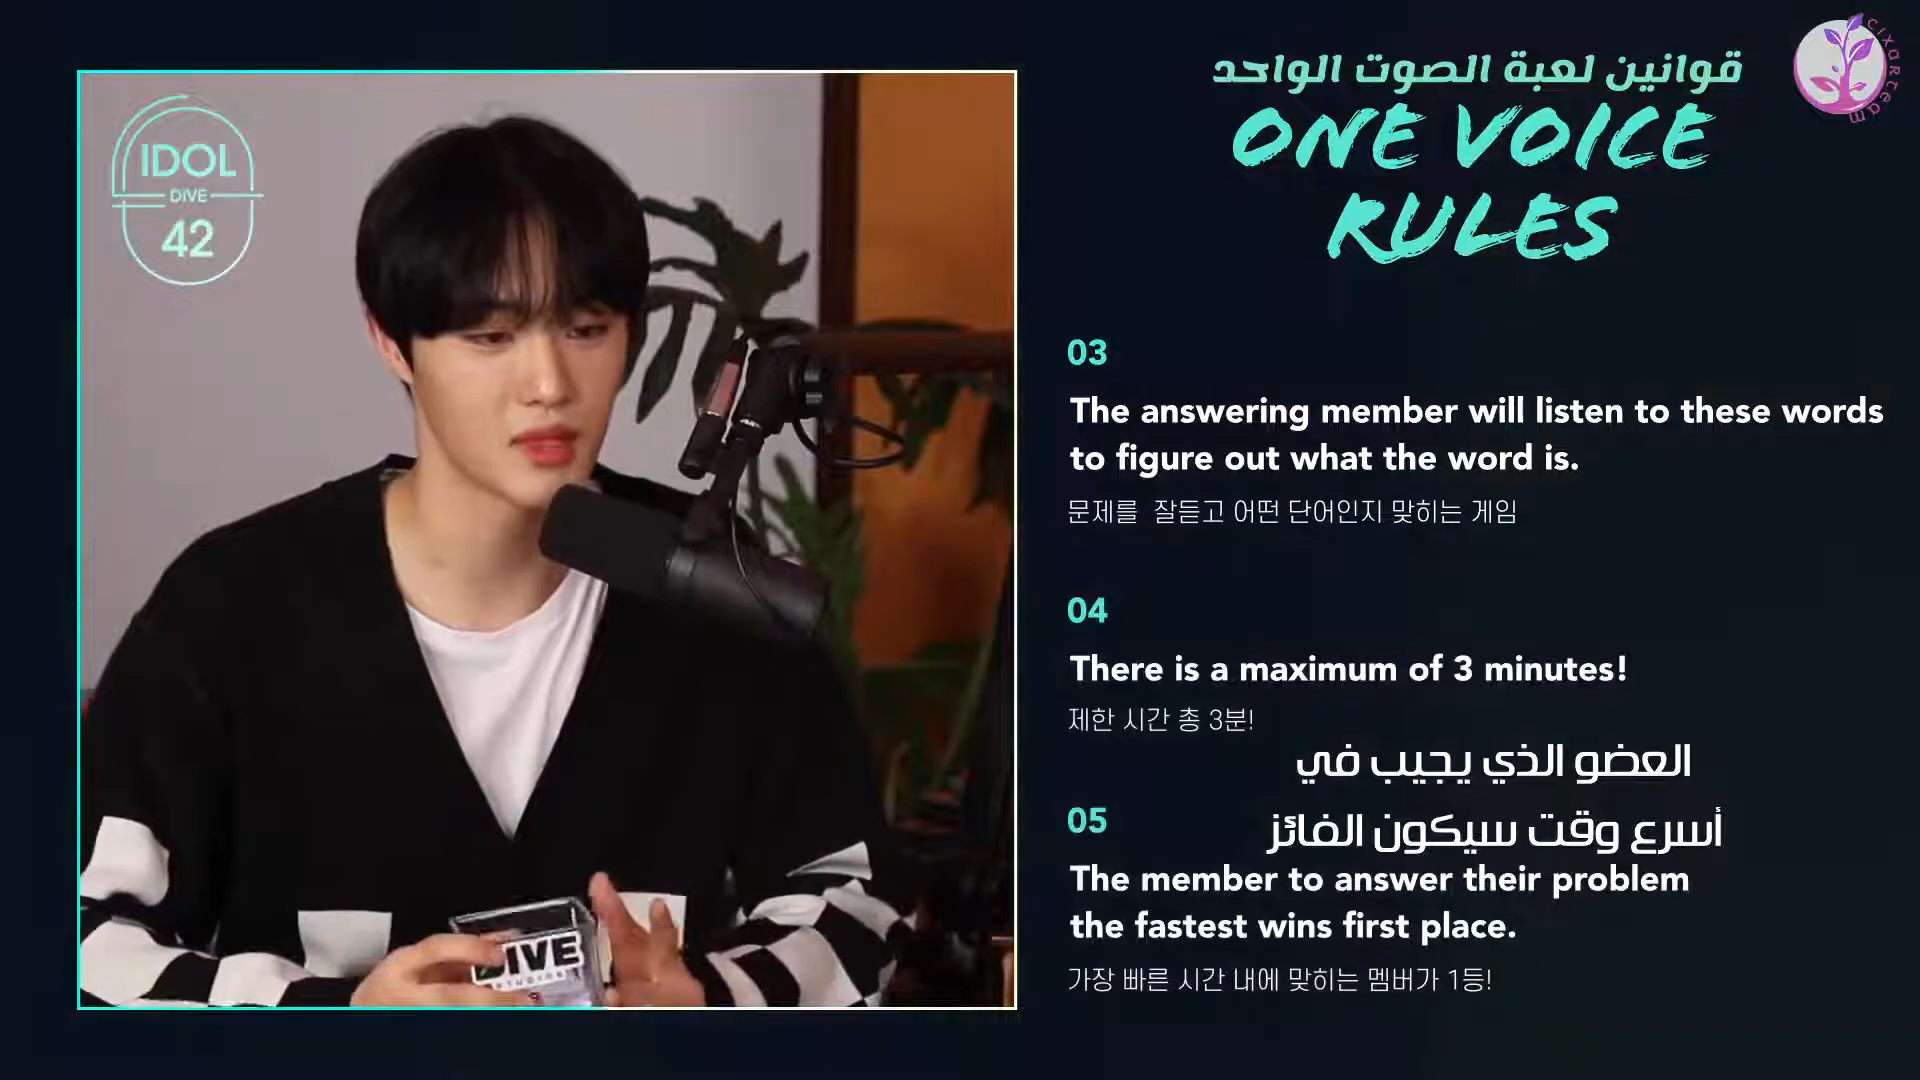 IDOL
DIVE
42
DIVE
قوانين لعبة الصوت الواحد
ONE VOICE
RULES
cixarteam
03
The answering member will listen to these words
to figure out what the word is.
문제를 잘듣고 어떤 단어인지 맞히는 게임
04
There is a maximum of 3 minutes!
제한 시간 총 3분!
العضو الذي يجيب في
أسرع وقت سيكون الفائز
05
The member to answer their problem
the fastest wins first place.
가장 빠른 시간 내에 맞히는 멤버가 1등!